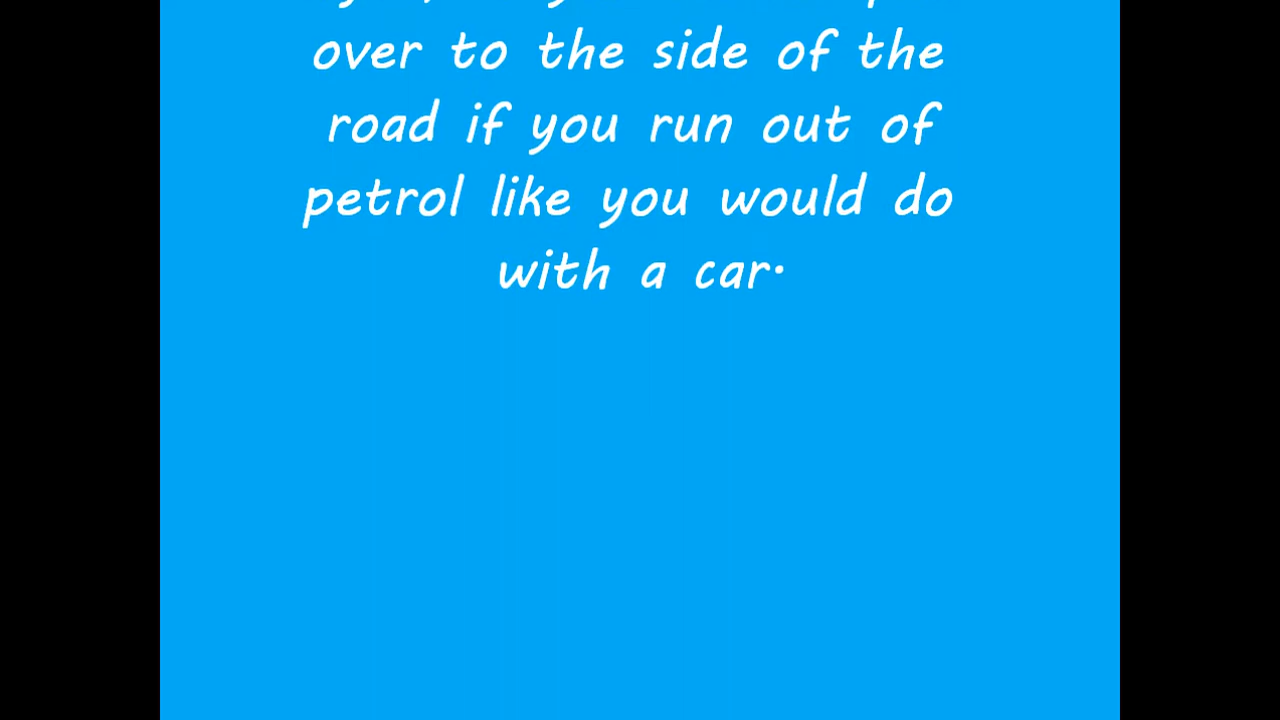 over to the side of the
road if you run out of
petrol like you would do
with a car.